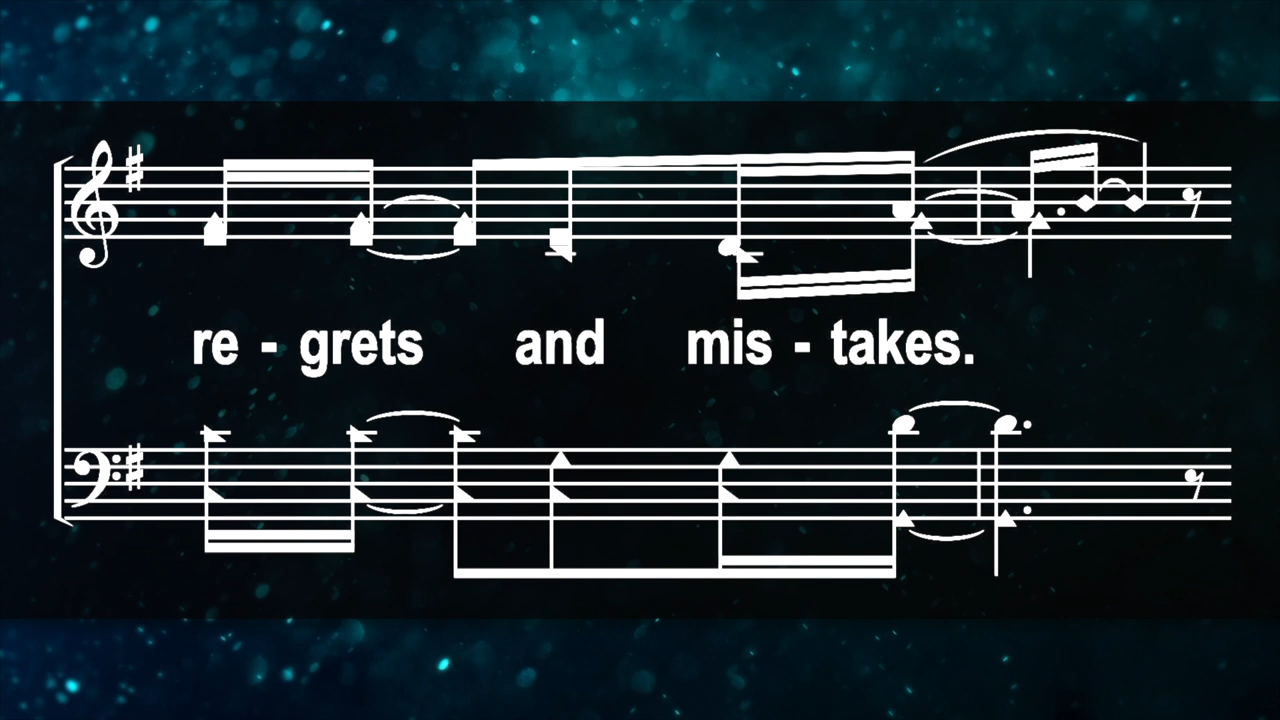 re - grets and mis - takes.